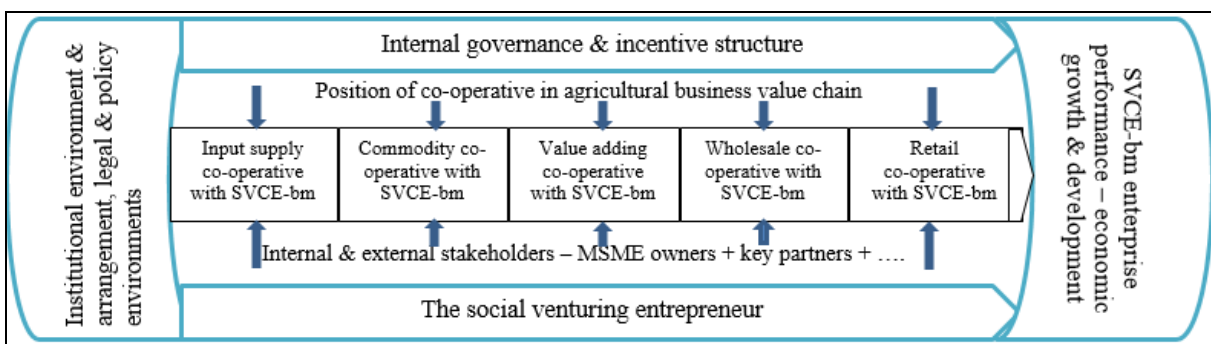 Institutional environment &
arrangement, legal & policy
environments
Internal governance & incentive structure
Position of co-operative in agricultural business value chain
Input supply
co-operative
with SVCE-bm
Commodity co-
operative with
SVCE-bm
Value adding
co-operative
with SVCE-bm
Wholesale co-
operative with
SVCE-bm
Retail
co-operative
with SVCE-bm
Internal & external stakeholders – MSME owners + key partners + ….
The social venturing entrepreneur
SVCE-bm enterprise
performance – economic
growth & development